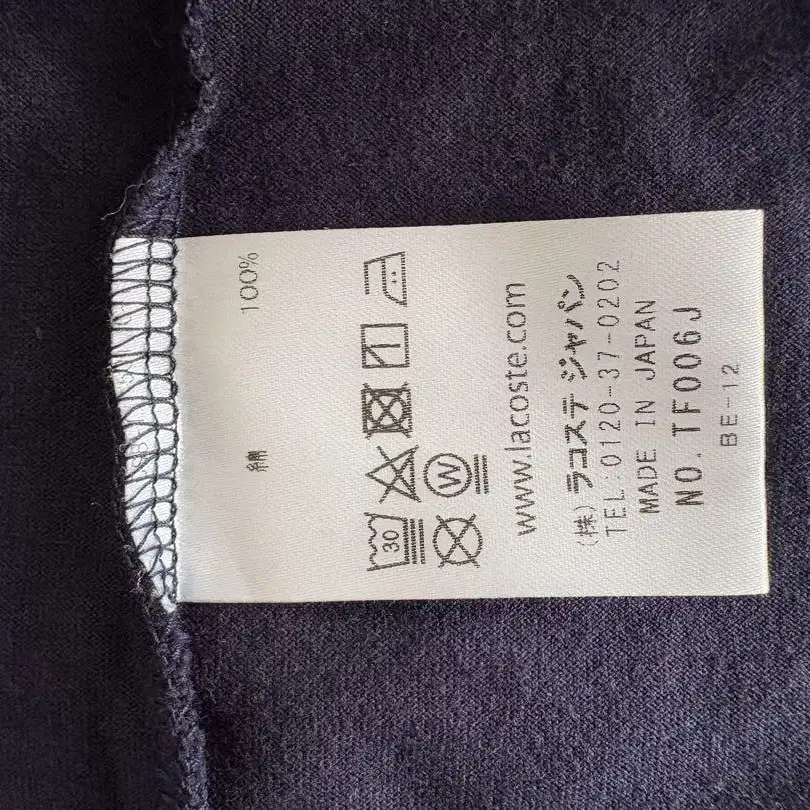 綿 100%
30
W
www.lacoste.com
(株)ラコステ ジャパン
TEL:0120-37-0202
MADE IN JAPAN
NO. TF006J
BE-12